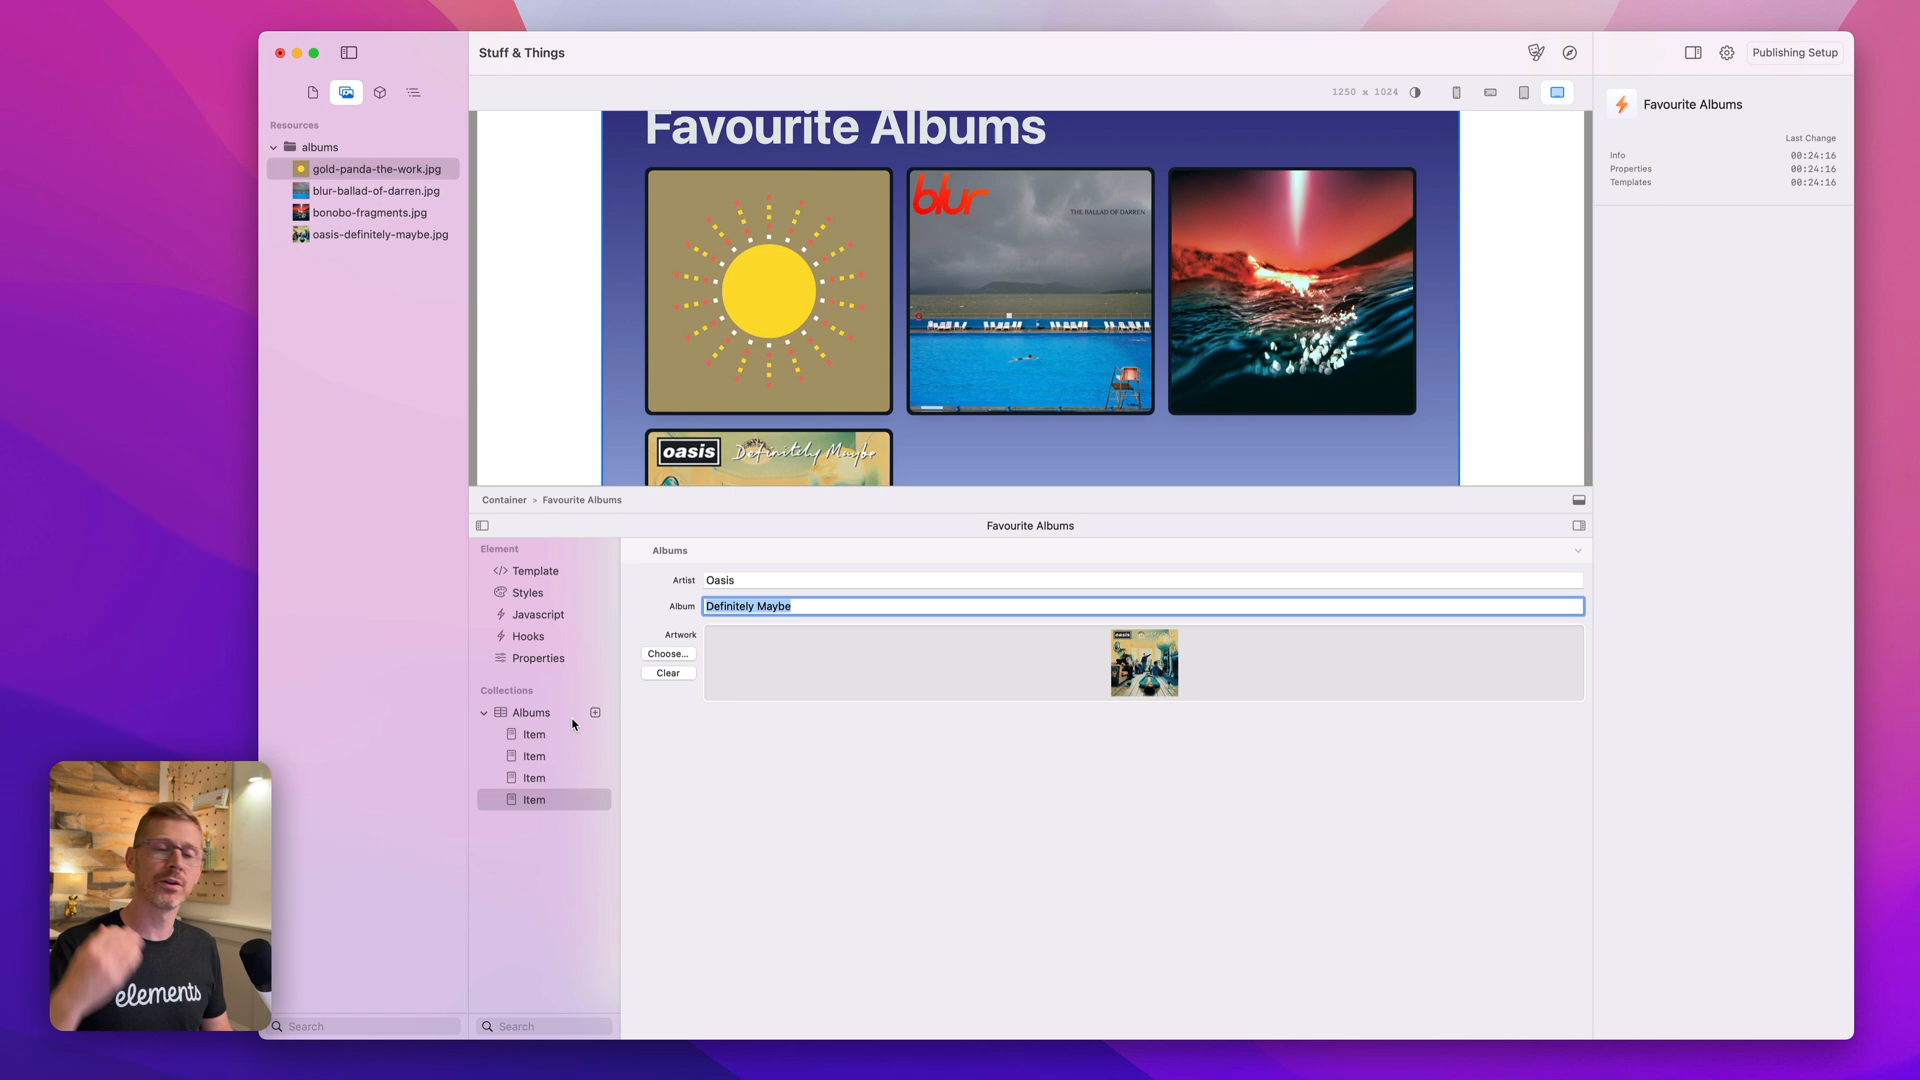 Stuff & Things
Publishing Setup
1250 x 1024
Resources
albums
gold-panda-the-work.jpg
blur-ballad-of-darren.jpg
bonobo-fragments.jpg
oasis-definitely-maybe.jpg
Search
Favourite Albums
blur
THE BALLAD OF DARREN
oasis
Definitely Maybe
Container > Favourite Albums
Favourite Albums
Element
Template
Styles
Javascript
Hooks
Properties
Collections
Albums
Item
Item
Item
Item
Search
Albums
Artist
Oasis
Album
Definitely Maybe
Artwork
Choose...
Clear
oasis
Favourite Albums
Last Change
Info 00:24:16
Properties 00:24:16
Templates 00:24:16
elements